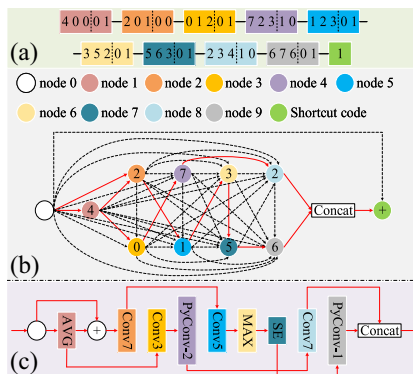 4 0 0 0 1 2 0 1 0 0 0 1 2 0 1 7 2 3 1 0 1 2 3 0 1
(a) 3 5 2 0 1 5 6 3 0 1 2 3 4 1 0 6 7 6 0 1 1
node 0 node 1 node 2 node 3 node 4 node 5
node 6 node 7 node 8 node 9 Shortcut code
2 7 3 2
4 Concat +
0 1 5 6
(b)
(c)
AVG + Conv7 Conv3 PyConv-2 Conv5 MAX SE Conv7 PyConv-1 Concat